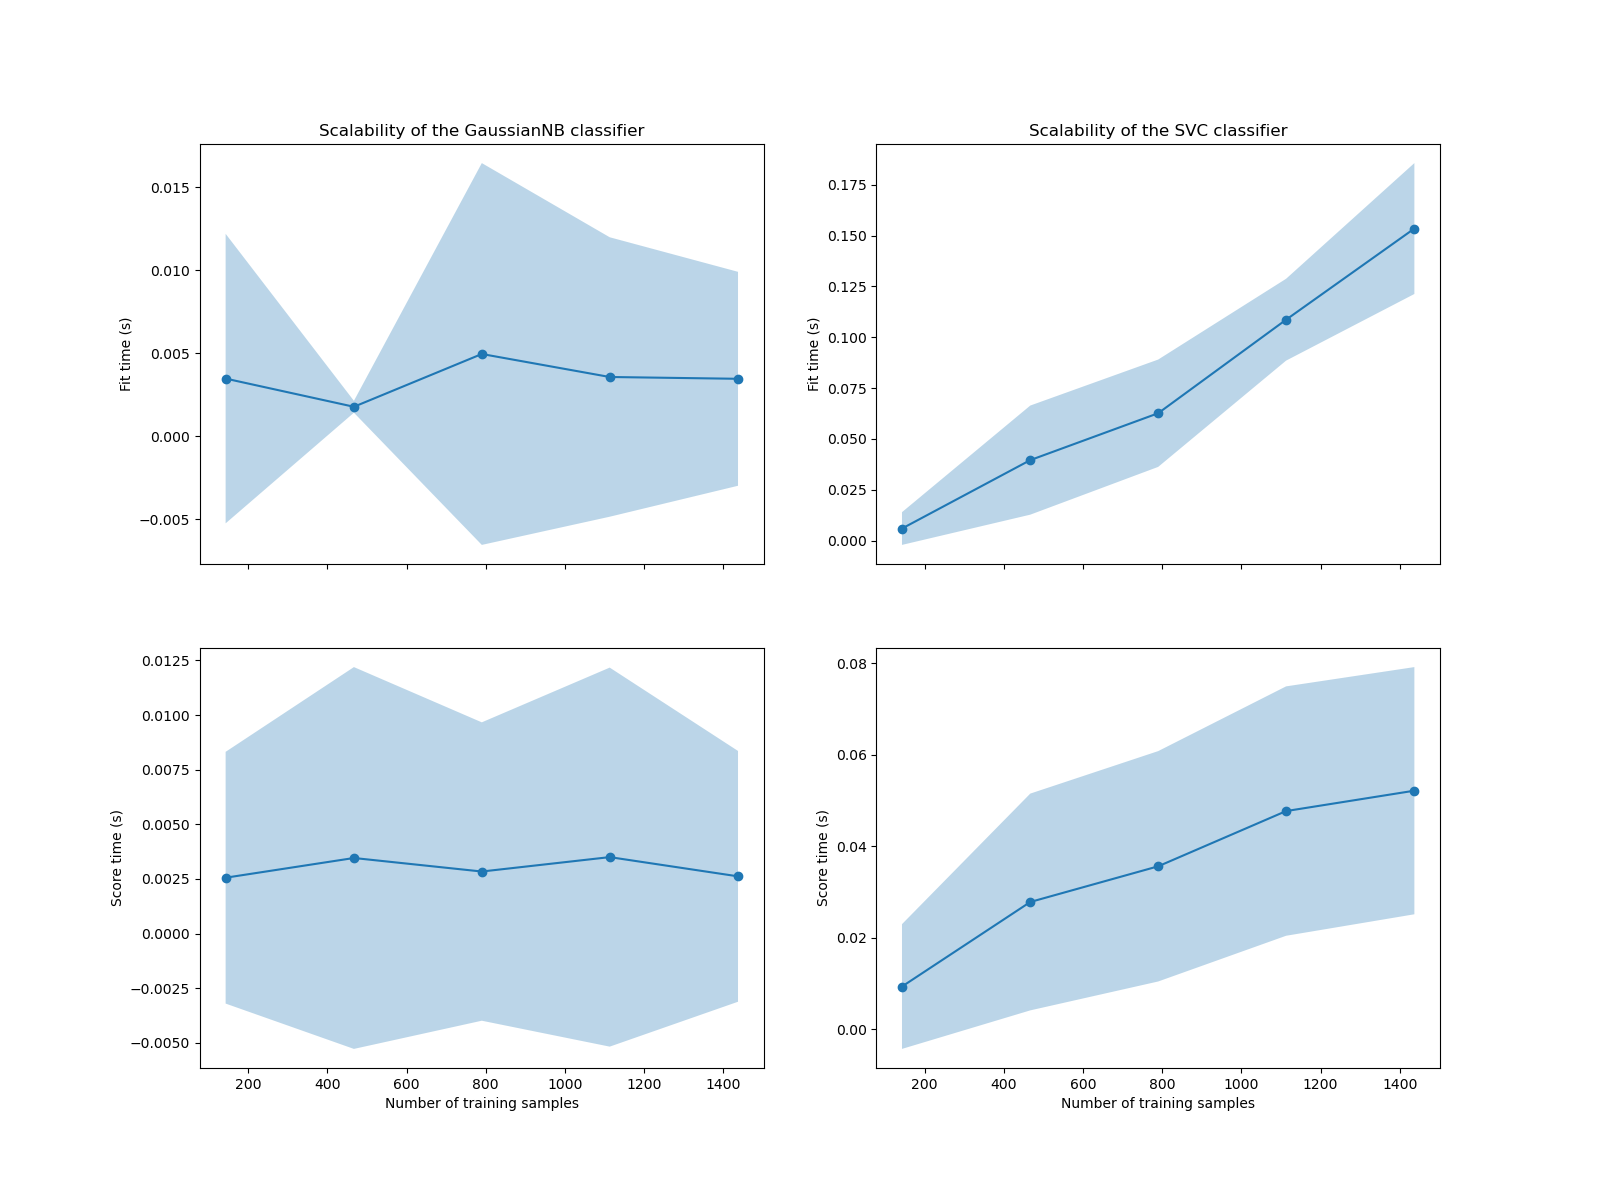 Scalability of the GaussianNB classifier
0.015
0.010
0.005
0.000
−0.005
Fit time (s)
Scalability of the SVC classifier
0.175
0.150
0.125
0.100
0.075
0.050
0.025
0.000
Fit time (s)
0.0125
0.0100
0.0075
0.0050
0.0025
0.0000
−0.0025
−0.0050
Score time (s)
200 400 600 800 1000 1200 1400
Number of training samples
0.08
0.06
0.04
0.02
0.00
Score time (s)
200 400 600 800 1000 1200 1400
Number of training samples